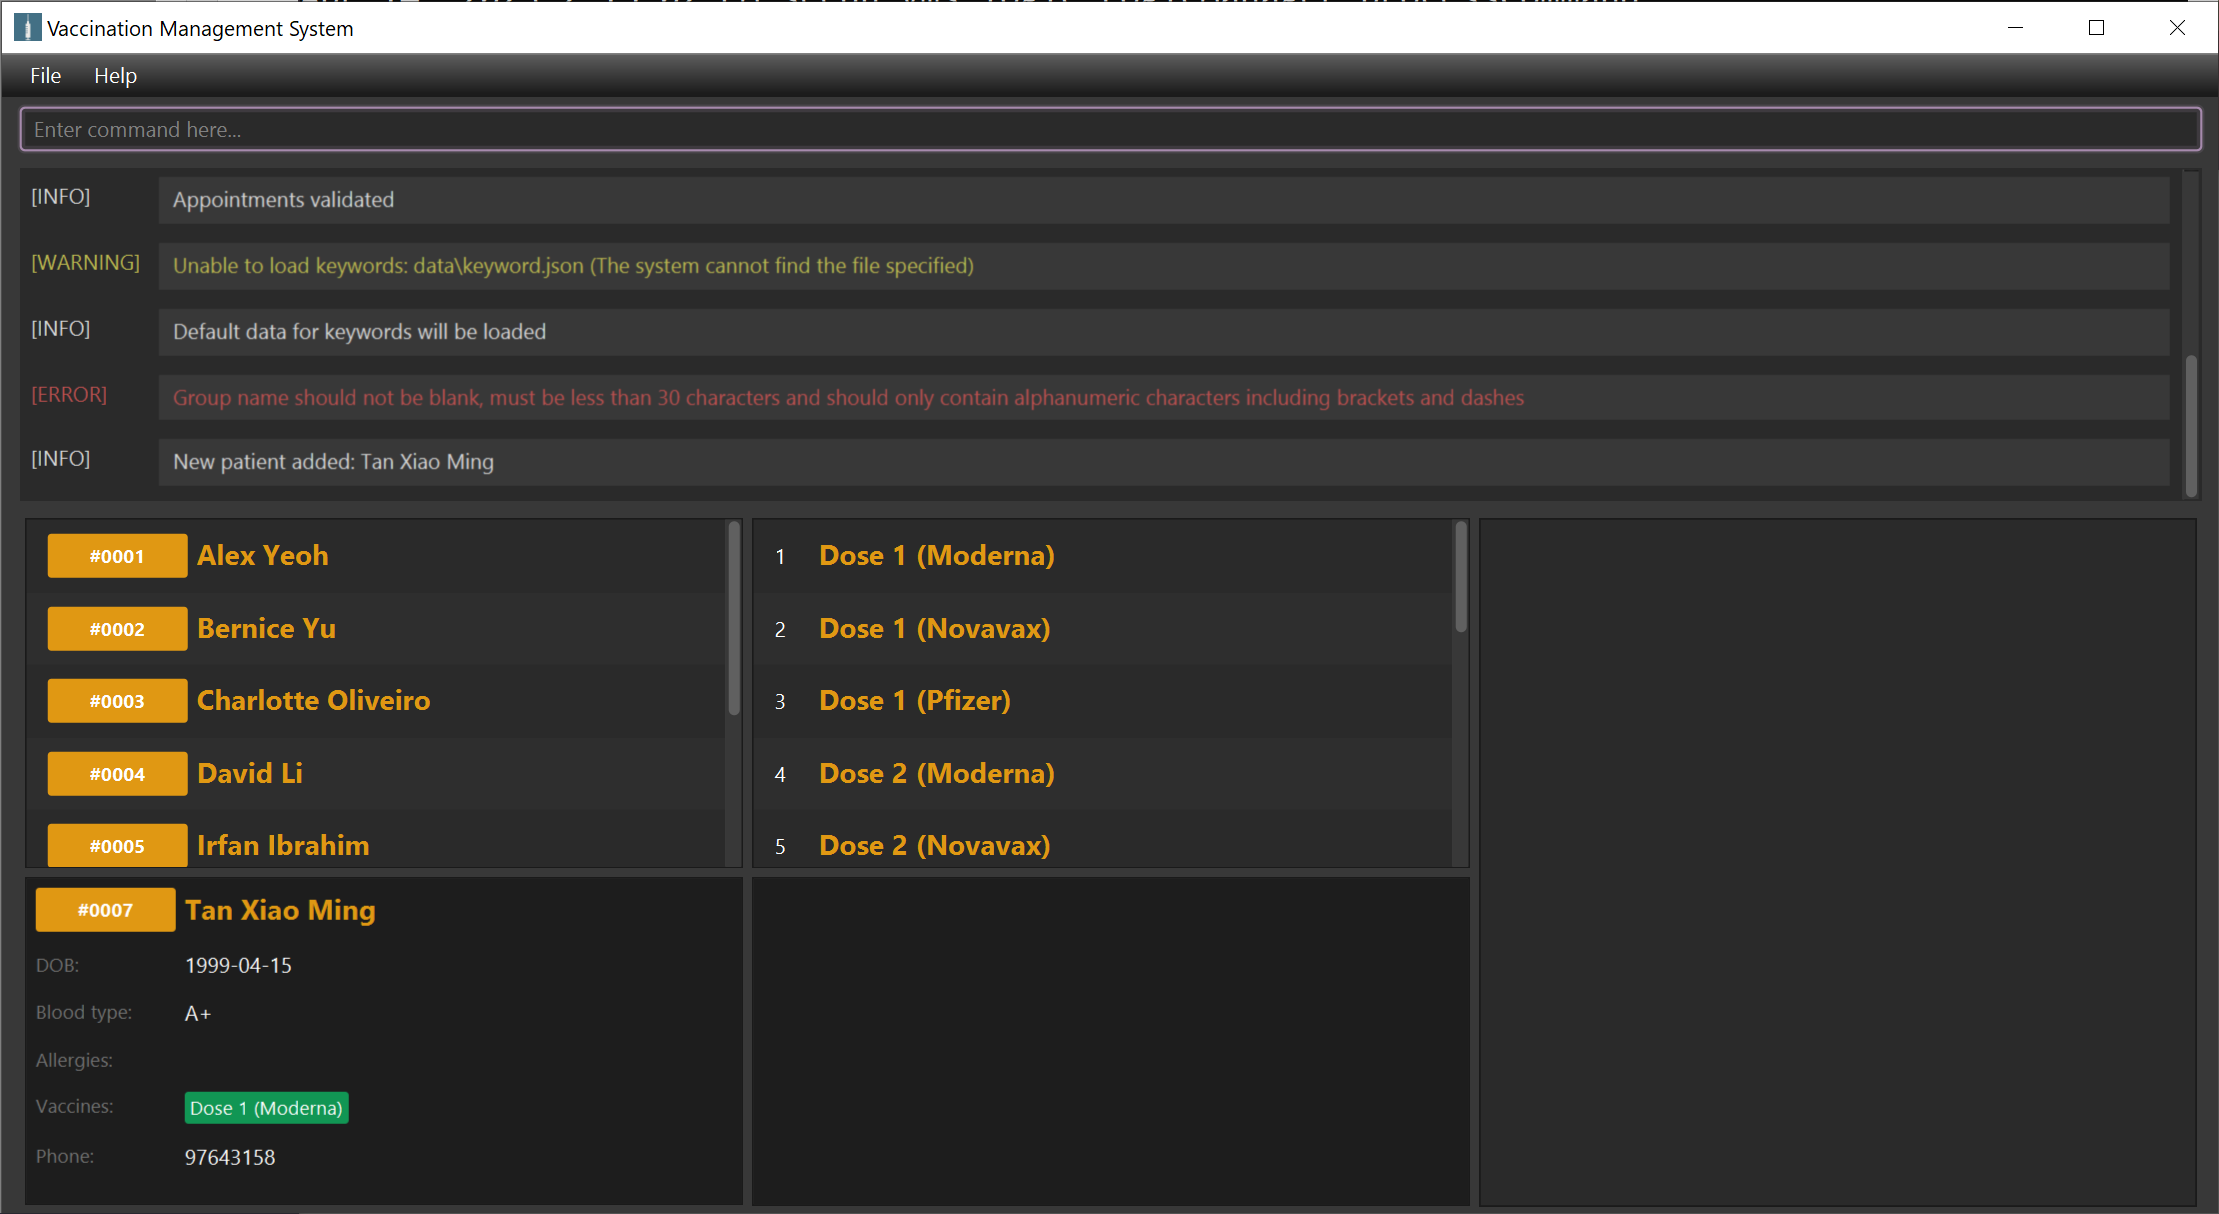 Vaccination Management System
File Help
Enter command here...
[INFO] Appointments validated
[WARNING] Unable to load keywords: data\keyword.json (The system cannot find the file specified)
[INFO] Default data for keywords will be loaded
[ERROR] Group name should not be blank, must be less than 30 characters and should only contain alphanumeric characters including brackets and dashes
[INFO] New patient added: Tan Xiao Ming
#0001 Alex Yeoh
#0002 Bernice Yu
#0003 Charlotte Oliveiro
#0004 David Li
#0005 Irfan Ibrahim
1 Dose 1 (Moderna)
2 Dose 1 (Novavax)
3 Dose 1 (Pfizer)
4 Dose 2 (Moderna)
5 Dose 2 (Novavax)
#0007 Tan Xiao Ming
DOB: 1999-04-15
Blood type: A+
Allergies:
Vaccines: Dose 1 (Moderna)
Phone: 97643158